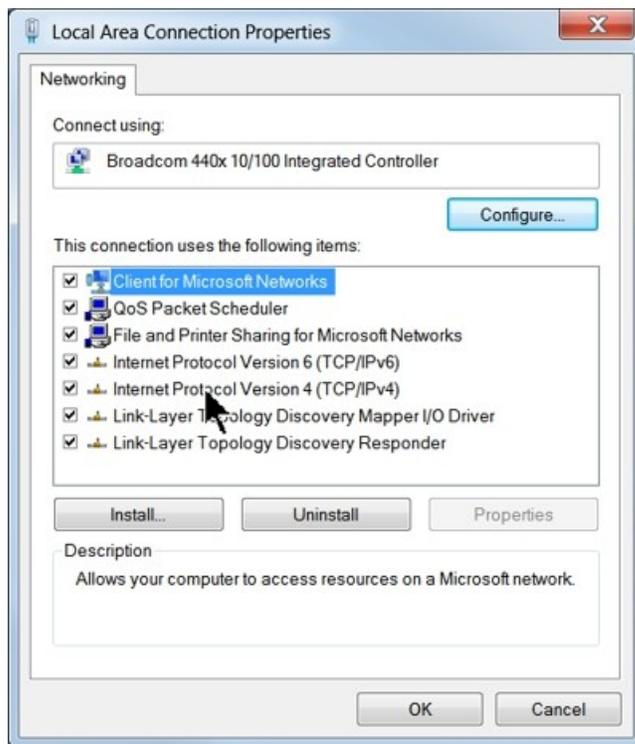 Local Area Connection Properties
Networking
Connect using:
Broadcom 440x 10/100 Integrated Controller
Configure...
This connection uses the following items:
Client for Microsoft Networks
QoS Packet Scheduler
File and Printer Sharing for Microsoft Networks
Internet Protocol Version 6 (TCP/IPv6)
Internet Protocol Version 4 (TCP/IPv4)
Link-Layer Topology Discovery Mapper I/O Driver
Link-Layer Topology Discovery Responder
Install... Uninstall Properties
Description
Allows your computer to access resources on a Microsoft network.
OK Cancel